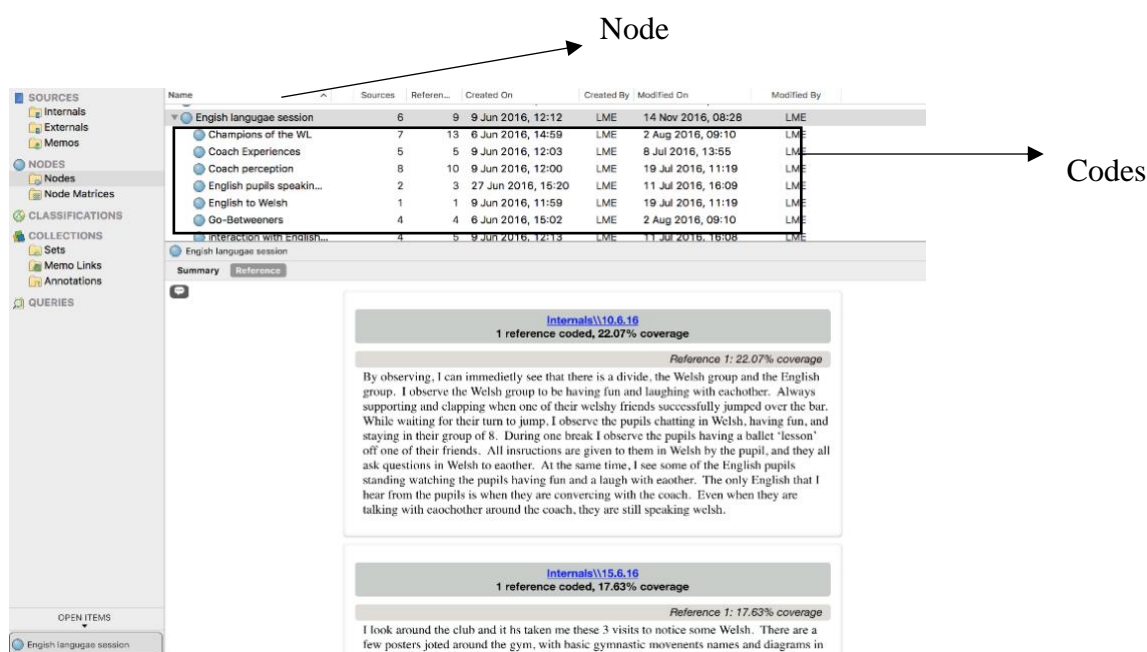 Node
Codes
SOURCES
Internals
Externals
Memos
NODES
Nodes
Node Matrices
CLASSIFICATIONS
COLLECTIONS
Sets
Memo Links
Annotations
QUERIES
OPEN ITEMS
Engish langugae session
Name Sources Referen... Created On Created By Modified On Modified By
Engish langugae session 6 9 9 Jun 2016, 12:12 LME 14 Nov 2016, 08:28 LME
Champions of the WL 7 13 6 Jun 2016, 14:59 LME 2 Aug 2016, 09:10 LME
Coach Experiences 5 5 9 Jun 2016, 12:03 LME 8 Jul 2016, 13:55 LME
Coach perception 8 10 9 Jun 2016, 12:00 LME 19 Jul 2016, 11:19 LME
English pupils speakin... 2 3 27 Jun 2016, 15:20 LME 11 Jul 2016, 16:09 LME
English to Welsh 1 1 9 Jun 2016, 11:59 LME 19 Jul 2016, 11:19 LME
Go-Betweeners 4 4 6 Jun 2016, 15:02 LME 2 Aug 2016, 09:10 LME
Interaction with English... 4 5 9 Jun 2016, 12:13 LME 11 Jul 2016, 16:08 LME
Engish langugae session
Summary Reference
Internals\\10.6.16
1 reference coded, 22.07% coverage
Reference 1: 22.07% coverage
By observing, I can immedietly see that there is a divide, the Welsh group and the English
group. I observe the Welsh group to be having fun and laughing with eachother. Always
supporting and clapping when one of their welshy friends successfully jumped over the bar.
While waiting for their turn to jump, I observe the pupils chatting in Welsh, having fun, and
staying in their group of 8. During one break I observe the pupils having a ballet ‘lesson’
off one of their friends. All insructions are given to them in Welsh by the pupil, and they all
ask questions in Welsh to eaother. At the same time, I see some of the English pupils
standing watching the pupils having fun and a laugh with eaother. The only English that I
hear from the pupils is when they are convercing with the coach. Even when they are
talking with eaochother around the coach, they are still speaking welsh.
Internals\\15.6.16
1 reference coded, 17.63% coverage
Reference 1: 17.63% coverage
I look around the club and it hs taken me these 3 visits to notice some Welsh. There are a
few posters joted around the gym, with basic gymnastic movenents names and diagrams in